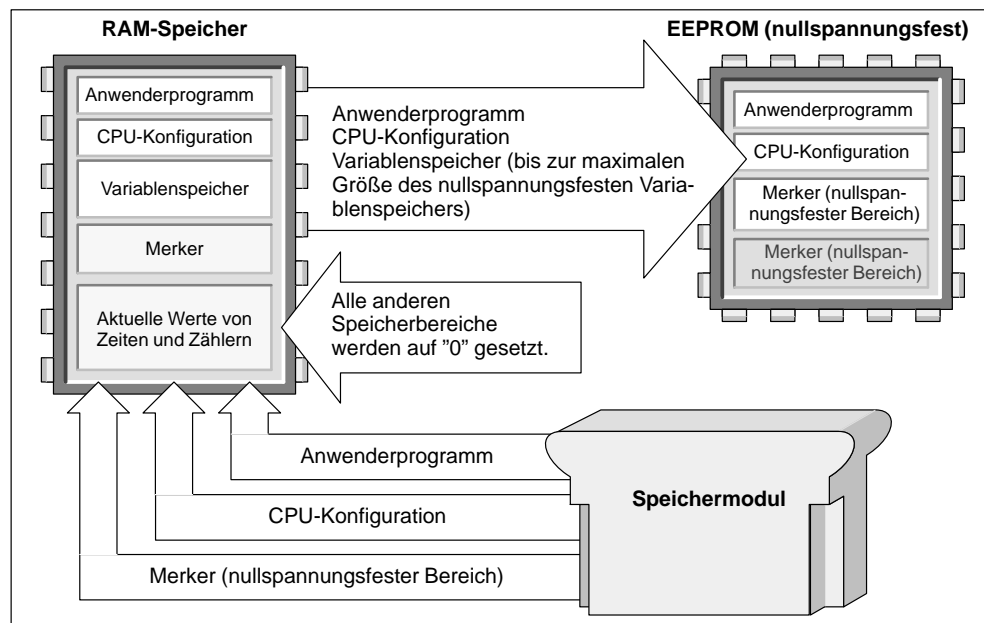 RAM-Speicher
Anwenderprogramm
CPU-Konfiguration
Variablenspeicher
Merker
Aktuelle Werte von
Zeiten und Zählern
Anwenderprogramm
CPU-Konfiguration
Variablenspeicher (bis zur maximalen
Größe des nullspannungsfesten Varia-
blenspeichers)
Alle anderen
Speicherbereiche
werden auf ”0” gesetzt.
EEPROM (nullspannungsfest)
Anwenderprogramm
CPU-Konfiguration
Merker (nullspan-
nungsfester Bereich)
Merker (nullspan-
nungsfester Bereich)
Anwenderprogramm
CPU-Konfiguration
Merker (nullspannungsfester Bereich)
Speichermodul